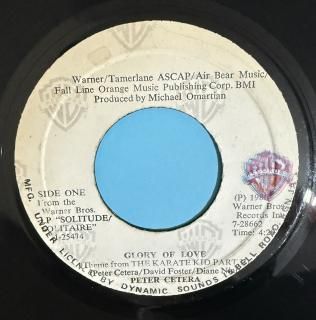 Warner/Tamerlane ASCAP/Air Bear Music/
Fall Line Orange Music Publishing Corp. BMI
Produced by Michael Omartian
SIDE ONE
From the
Warner Bros.
LP "SOLITUDE/
SOLITAIRE"
-25474
(P) 198
Warner Bros.
Records Inc.
7-28662
Time: 4:2
GLORY OF LOVE
(Theme from THE KARATE KID PART
(Peter Cetera/David Foster/Diane
PETER CETERA
MFG. UNDER LICENCE BY DYNAMIC SOUNDS